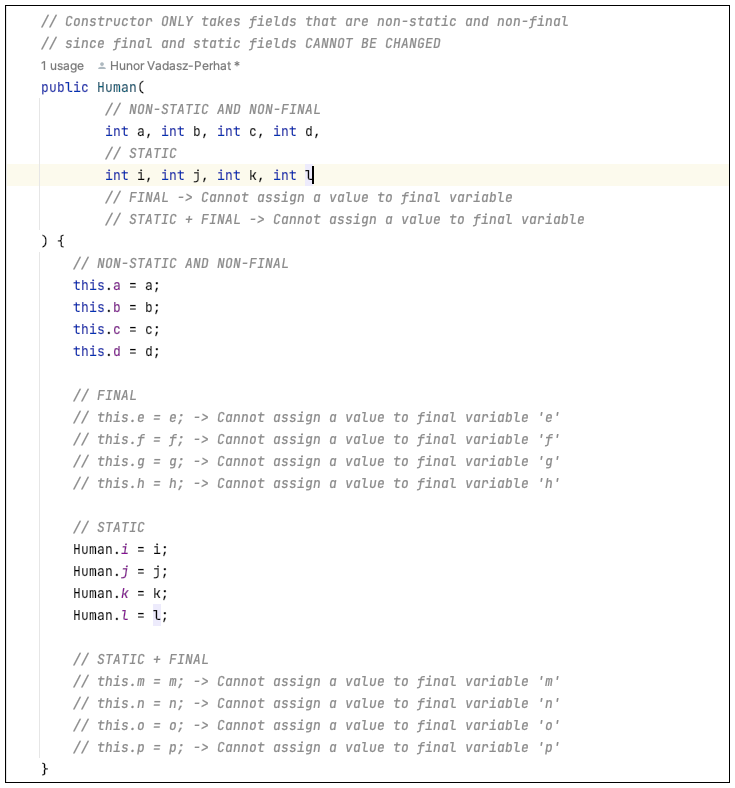 // Constructor ONLY takes fields that are non-static and non-final
// since final and static fields CANNOT BE CHANGED
1 usage Hunor Vadasz-Perhat *
public Human(
// NON-STATIC AND NON-FINAL
int a, int b, int c, int d,
// STATIC
int i, int j, int k, int l
// FINAL -> Cannot assign a value to final variable
// STATIC + FINAL -> Cannot assign a value to final variable
) {
// NON-STATIC AND NON-FINAL
this.a = a;
this.b = b;
this.c = c;
this.d = d;
// FINAL
// this.e = e; -> Cannot assign a value to final variable 'e'
// this.f = f; -> Cannot assign a value to final variable 'f'
// this.g = g; -> Cannot assign a value to final variable 'g'
// this.h = h; -> Cannot assign a value to final variable 'h'
// STATIC
Human.i = i;
Human.j = j;
Human.k = k;
Human.l = l;
// STATIC + FINAL
// this.m = m; -> Cannot assign a value to final variable 'm'
// this.n = n; -> Cannot assign a value to final variable 'n'
// this.o = o; -> Cannot assign a value to final variable 'o'
// this.p = p; -> Cannot assign a value to final variable 'p'
}